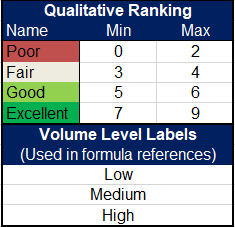 Qualitative Ranking
Name Min Max
Poor 0 2
Fair 3 4
Good 5 6
Excellent 7 9
Volume Level Labels
(Used in formula references)
Low
Medium
High